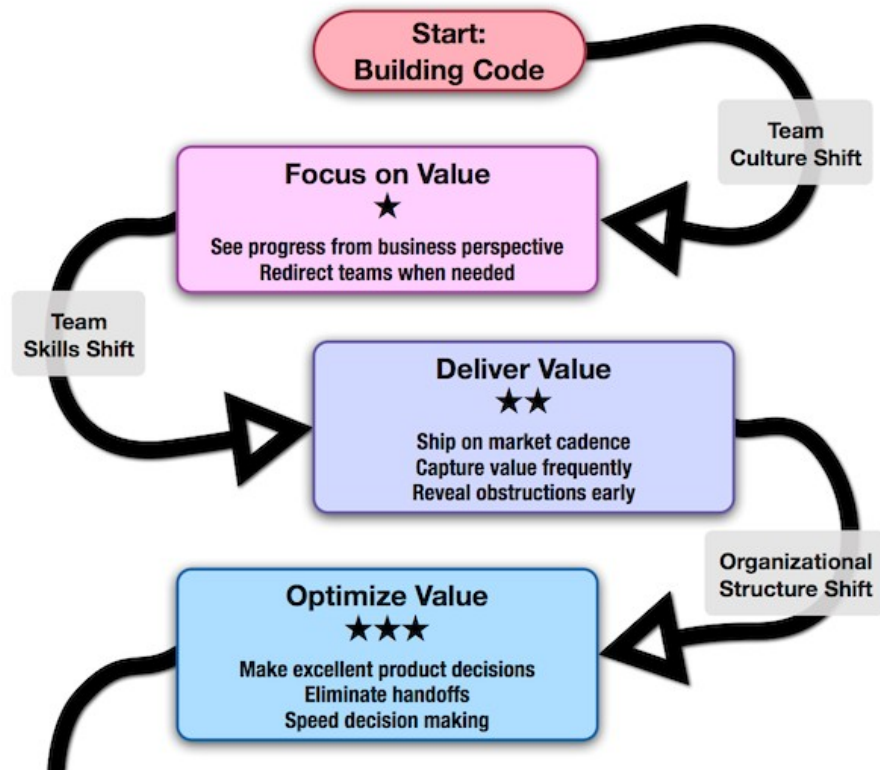 Start:
Building Code
Team
Culture Shift
Focus on Value
★
See progress from business perspective
Redirect teams when needed
Team
Skills Shift
Deliver Value
★★
Ship on market cadence
Capture value frequently
Reveal obstructions early
Organizational
Structure Shift
Optimize Value
★★★
Make excellent product decisions
Eliminate handoffs
Speed decision making